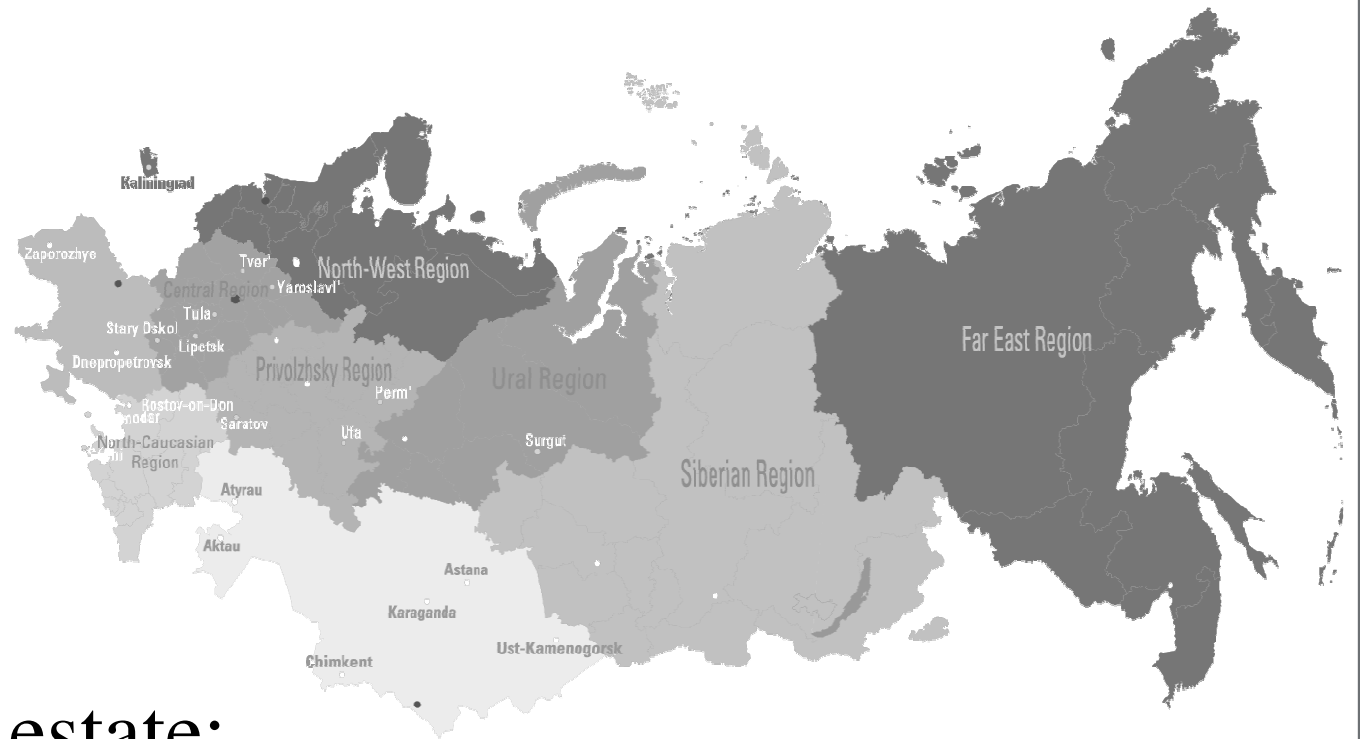 Kaliningrad
Zaporozhye
Tver'
North-West Region
Central Region
Yaroslavl'
Tula
Stary Oskol
Lipetsk
Far East Region
Dnepropetrovsk
Privolzhsky Region
Ural Region
Perm'
Rostov-on-Don
Saratov
Ufa
Surgut
North-Caucasian
Region
Siberian Region
Atyrau
Aktau
Astana
Karaganda
Ust-Kamenogorsk
Chimkent
estate: